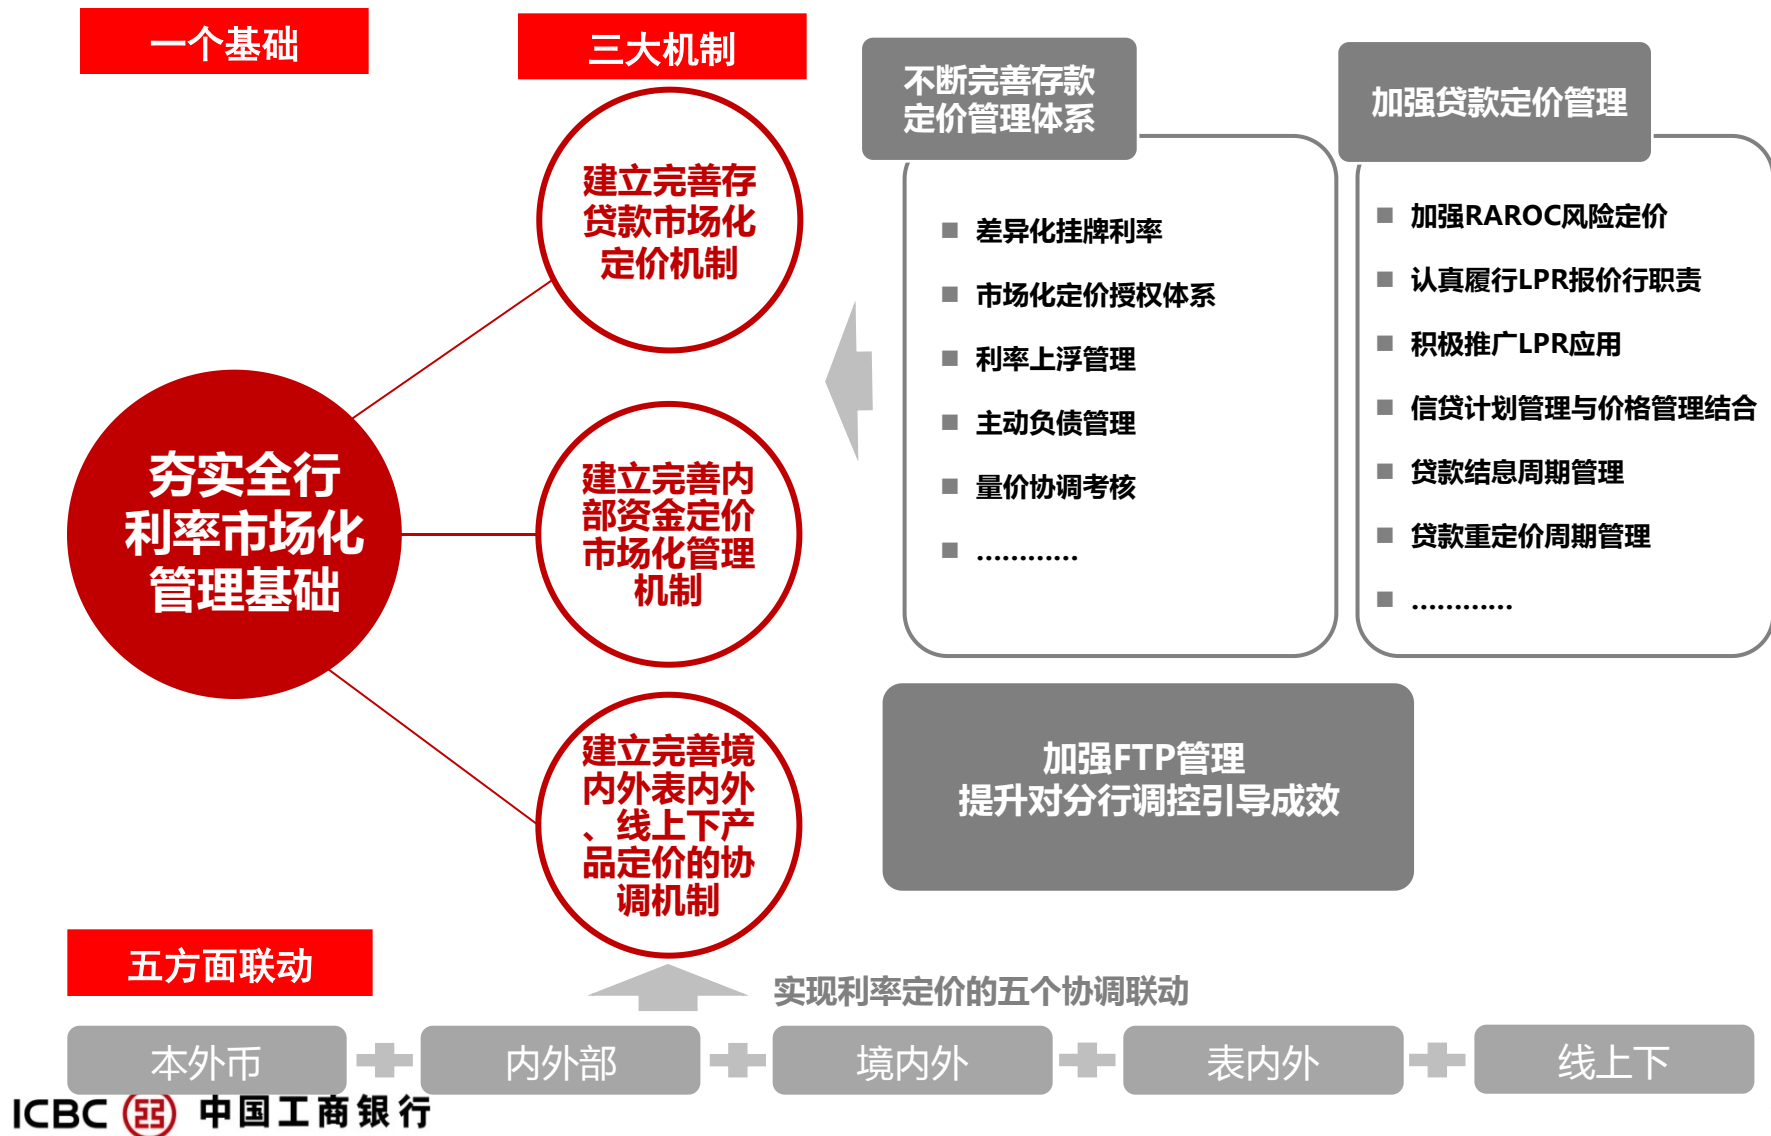 一个基础
三大机制
不断完善存款
定价管理体系
加强贷款定价管理
建立完善存
贷款市场化
定价机制
差异化挂牌利率
市场化定价授权体系
利率上浮管理
主动负债管理
量价协调考核
…………
加强RAROC风险定价
认真履行LPR报价行职责
积极推广LPR应用
信贷计划管理与价格管理结合
贷款结息周期管理
贷款重定价周期管理
…………
夯实全行
利率市场化
管理基础
建立完善内
部资金定价
市场化管理
机制
建立完善境
内外表内外
、线上下产
品定价的协
调机制
加强FTP管理
提升对分行调控引导成效
五方面联动
实现利率定价的五个协调联动
本外币
内外部
境内外
表内外
线上下
ICBC 中国工商银行